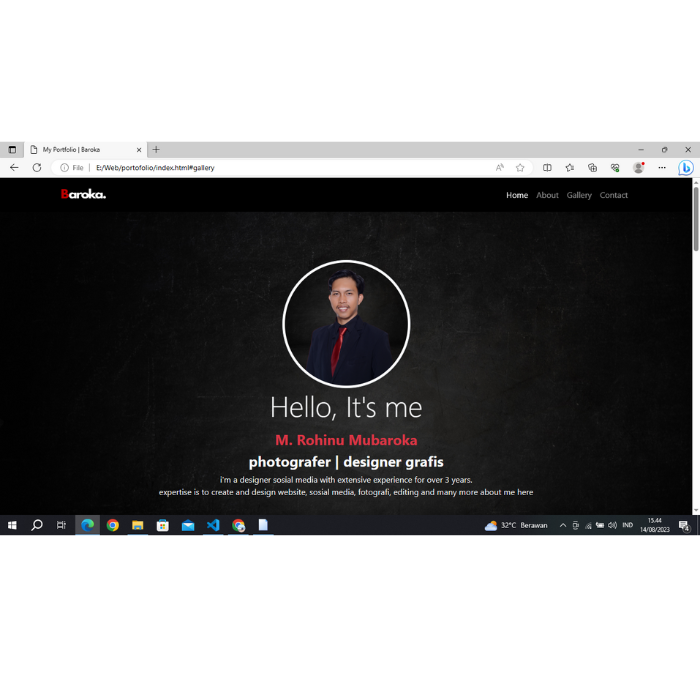 My Portfolio | Baroka
File | E:/Web/portofolio/index.html#gallery
Baroka.
Home About Gallery Contact
Hello, It's me
M. Rohinu Mubaroka
photografer | designer grafis
i'm a designer sosial media with extensive experience for over 3 years.
expertise is to create and design website, sosial media, fotografi, editing and many more about me here
32°C Berawan
IND
15.44
14/08/2023
4